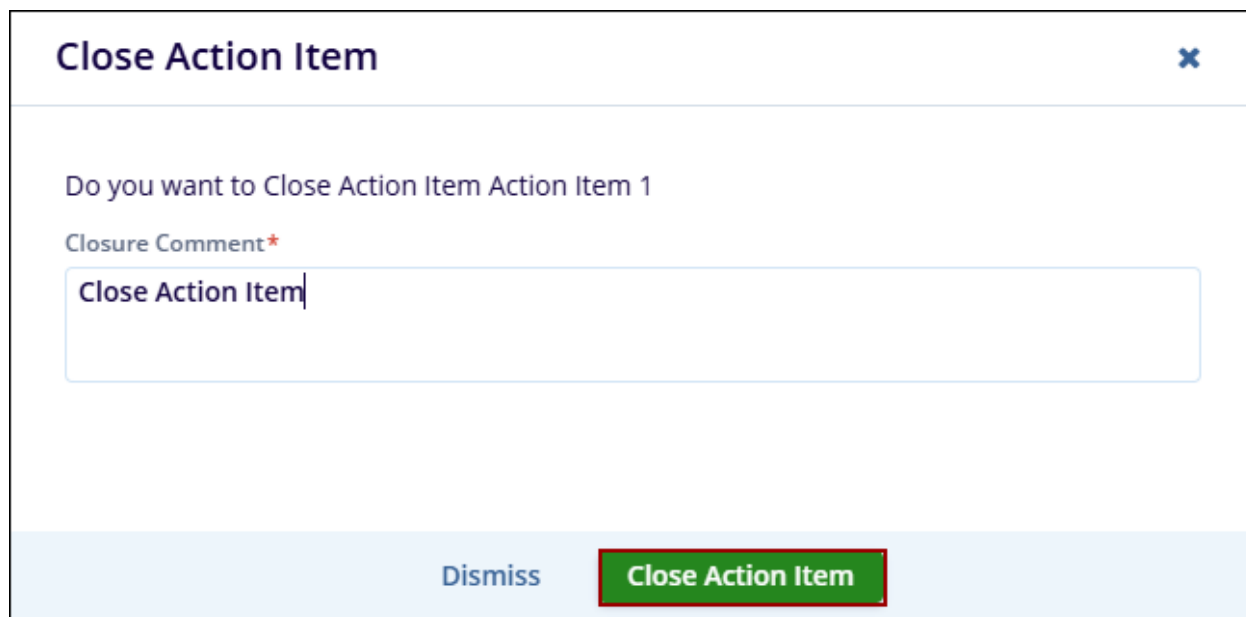 Close Action Item
Do you want to Close Action Item Action Item 1
Closure Comment*
Close Action Item
Dismiss Close Action Item